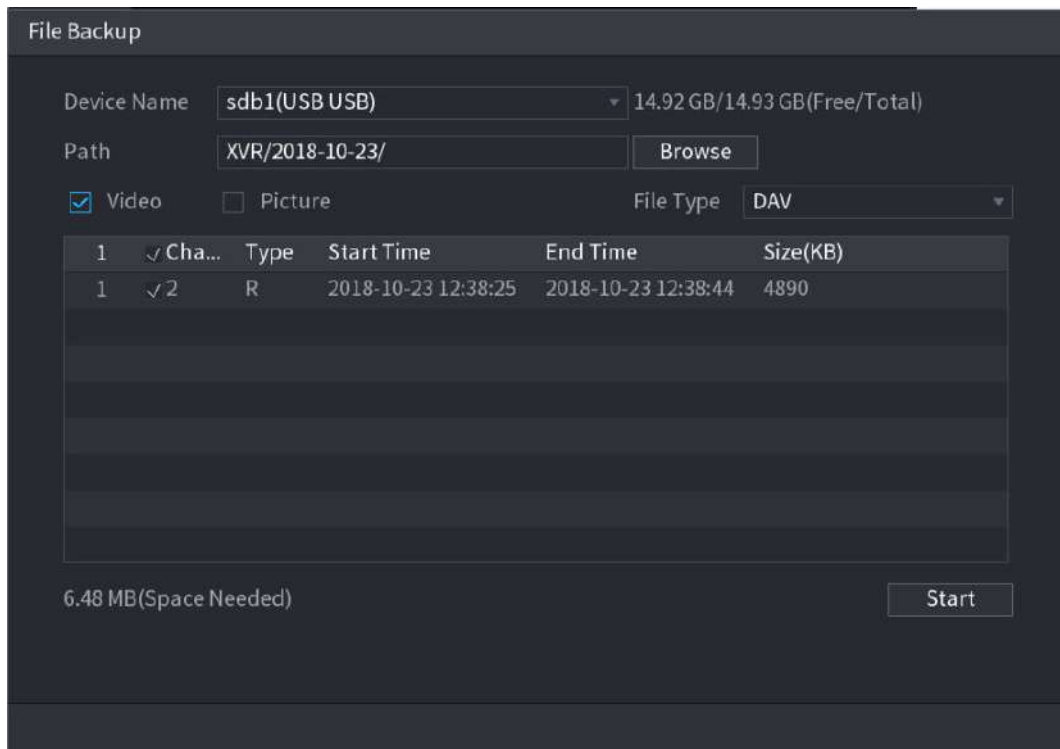 File Backup
Device Name sdb1(USB USB) 14.92 GB/14.93 GB(Free/Total)
Path XVR/2018-10-23/ Browse
Video Picture File Type DAV
1 Cha... Type Start Time End Time Size(KB)
1 2 R 2018-10-23 12:38:25 2018-10-23 12:38:44 4890
6.48 MB(Space Needed) Start